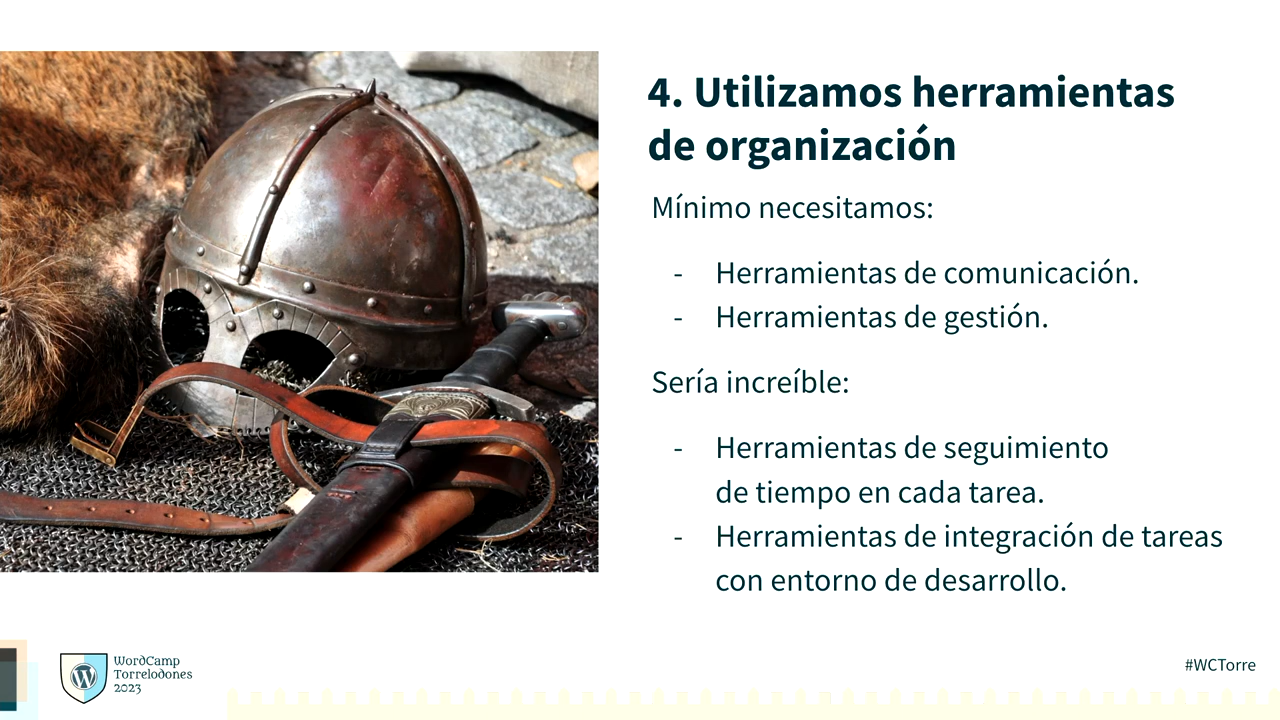 4. Utilizamos herramientas
de organización
Mínimo necesitamos:
- Herramientas de comunicación.
- Herramientas de gestión.
Sería increíble:
- Herramientas de seguimiento
de tiempo en cada tarea.
- Herramientas de integración de tareas
con entorno de desarrollo.
WordCamp
Torrelodones
2023
#WCTorre